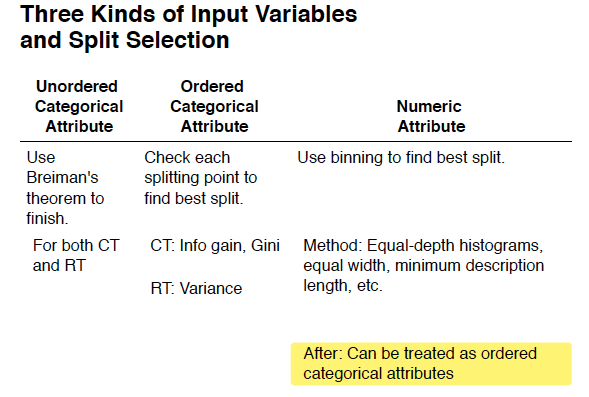 Three Kinds of Input Variables
and Split Selection
Unordered
Categorical
Attribute
Ordered
Categorical
Attribute
Numeric
Attribute
Use
Breiman's
theorem to
finish.
Check each
splitting point to
find best split.
Use binning to find best split.
For both CT
and RT
CT: Info gain, Gini
RT: Variance
Method: Equal-depth histograms,
equal width, minimum description
length, etc.
After: Can be treated as ordered
categorical attributes